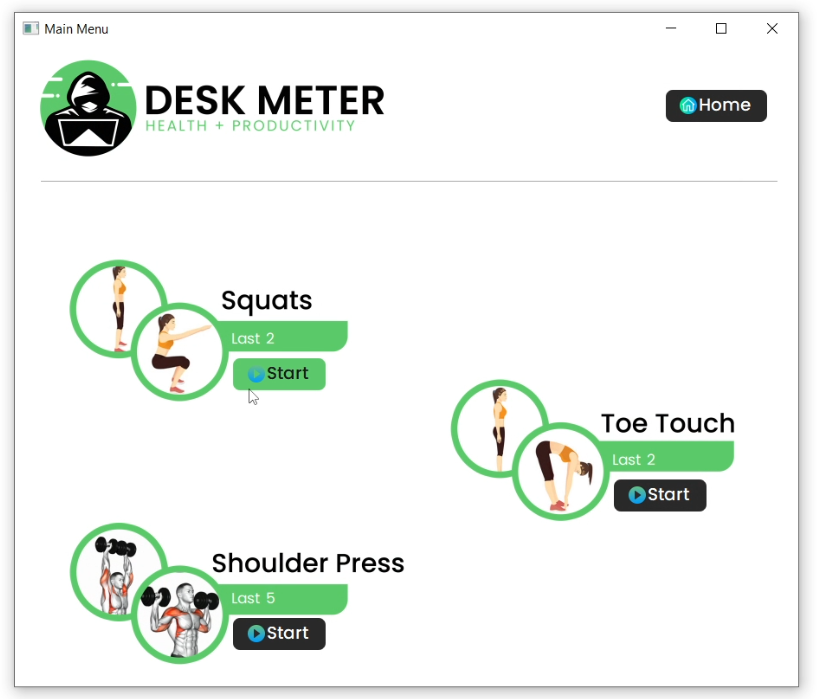 Main Menu
DESK METER
HEALTH + PRODUCTIVITY
Home
Squats
Last 2
Start
Toe Touch
Last 2
Start
Shoulder Press
Last 5
Start